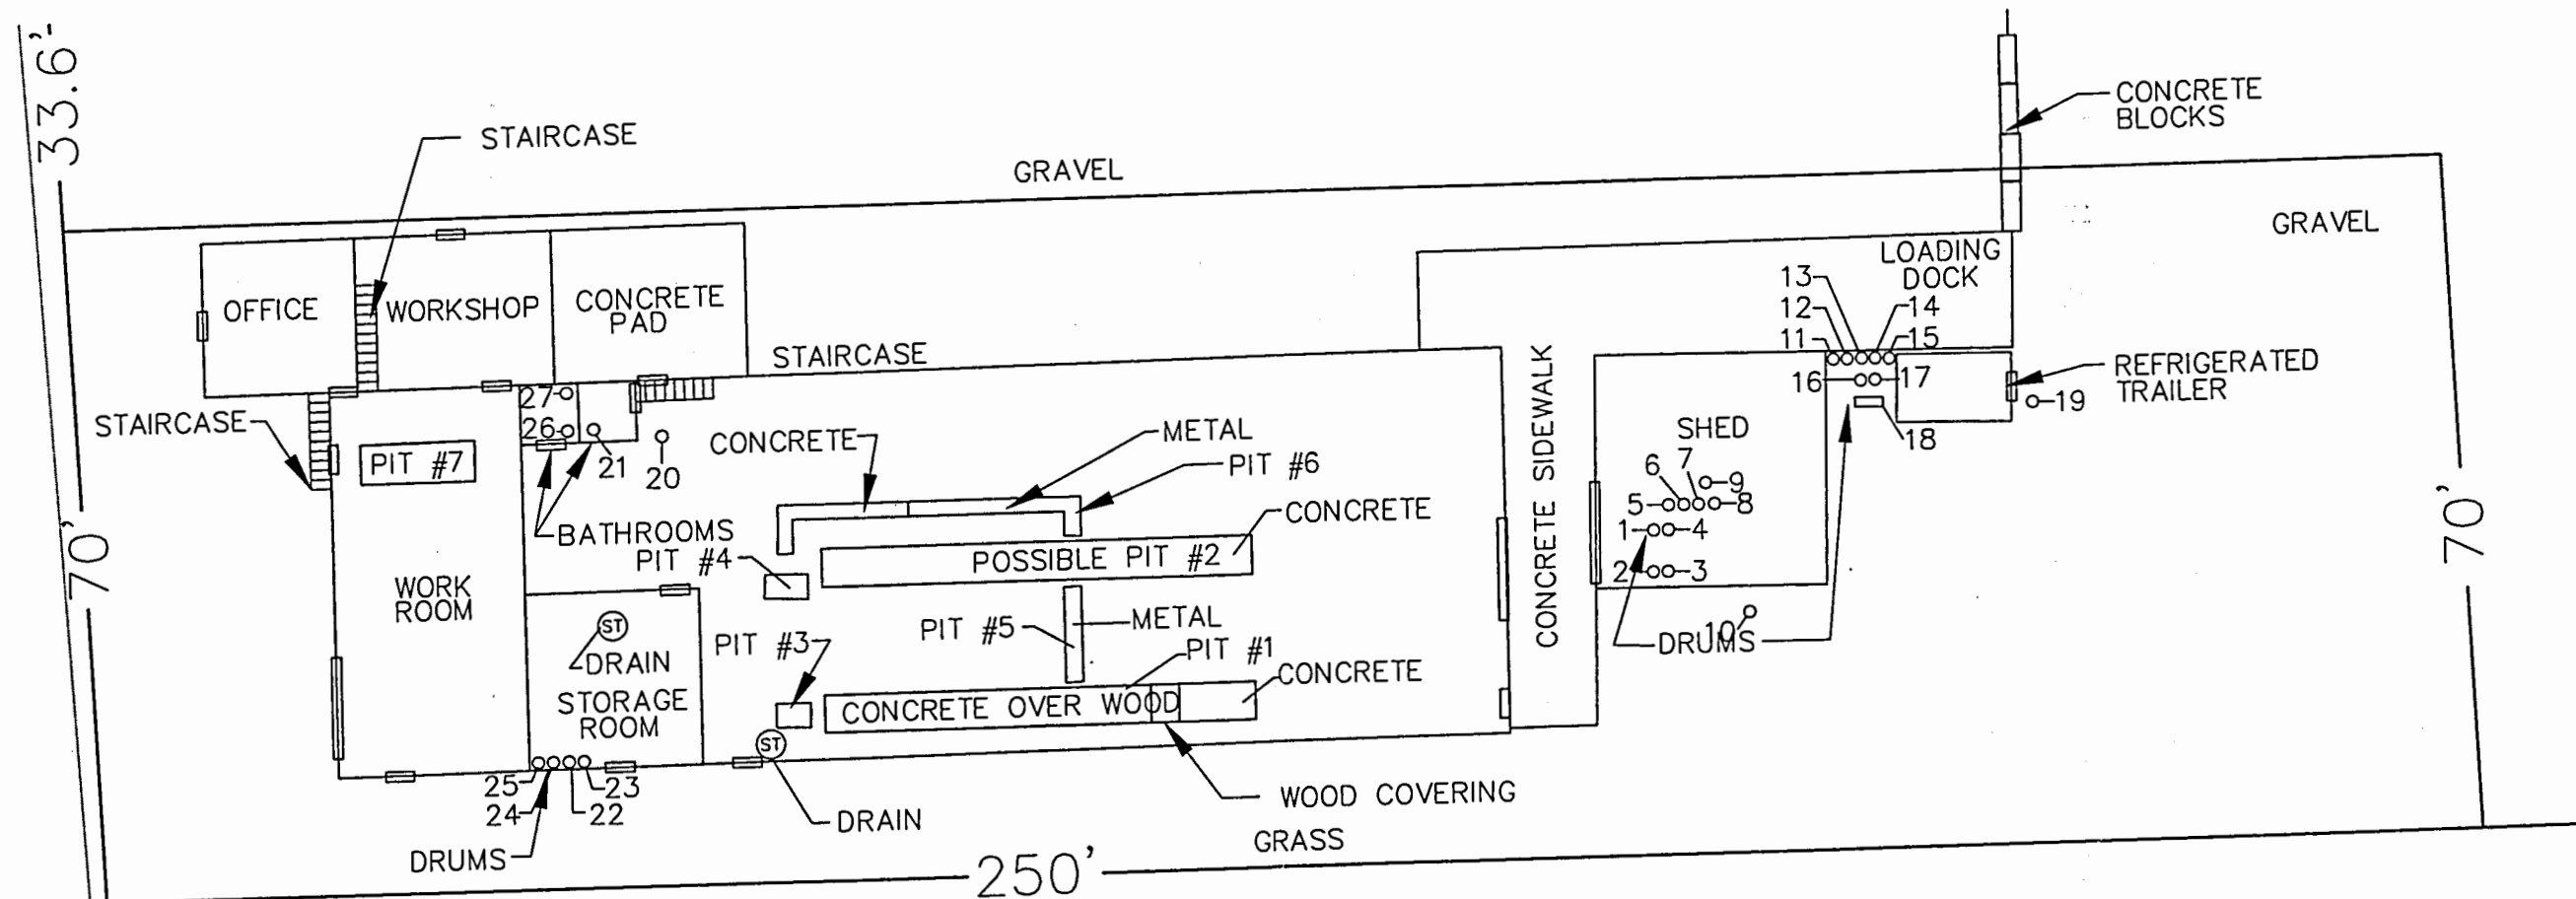 33.6'
STAIRCASE
CONCRETE
BLOCKS
GRAVEL
GRAVEL
OFFICE
WORKSHOP
CONCRETE
PAD
LOADING
DOCK
13
12
11
14
15
STAIRCASE
16
17
REFRIGERATED
TRAILER
19
18
STAIRCASE
27
26
21
20
PIT #7
CONCRETE
METAL
PIT #6
CONCRETE
CONCRETE SIDEWALK
SHED
6
7
9
5
8
1
4
2
3
10
DRUMS
70'
70'
BATHROOMS
PIT #4
POSSIBLE PIT #2
WORK
ROOM
ST
DRAIN
STORAGE
ROOM
PIT #3
PIT #5
METAL
PIT #1
CONCRETE
CONCRETE OVER WOOD
ST
25
24
23
22
WOOD COVERING
DRAIN
DRUMS
GRASS
250'